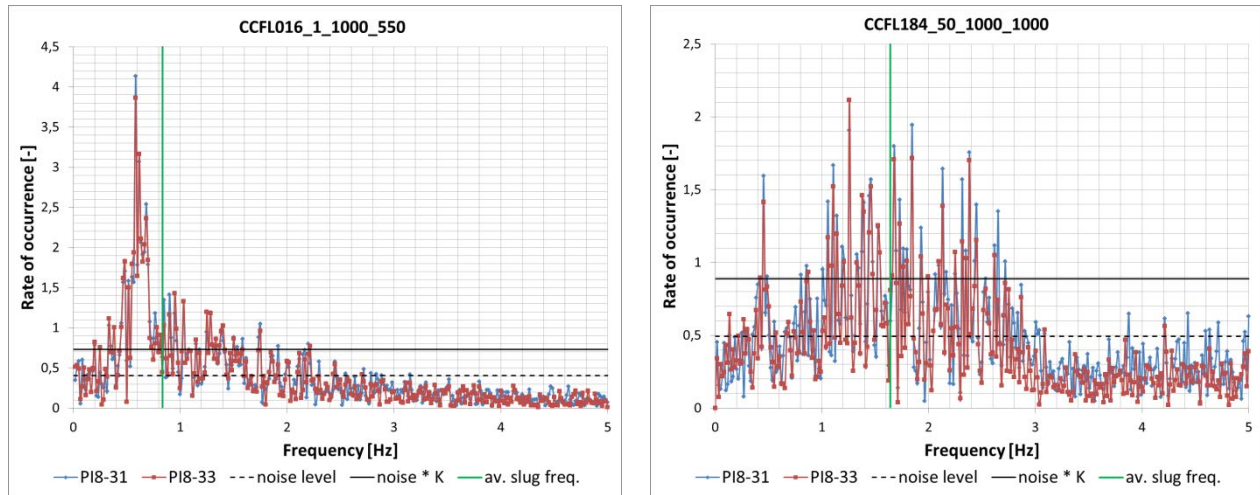 CCFL016_1_1000_550
Rate of occurrence [-]
4,5
4
3,5
3
2,5
2
1,5
1
0,5
0
0 1 2 3 4 5
Frequency [Hz]
PI8-31 PI8-33 noise level noise * K av. slug freq.
CCFL184_50_1000_1000
Rate of occurrence [-]
2,5
2
1,5
1
0,5
0
0 1 2 3 4 5
Frequency [Hz]
PI8-31 PI8-33 noise level noise * K av. slug freq.